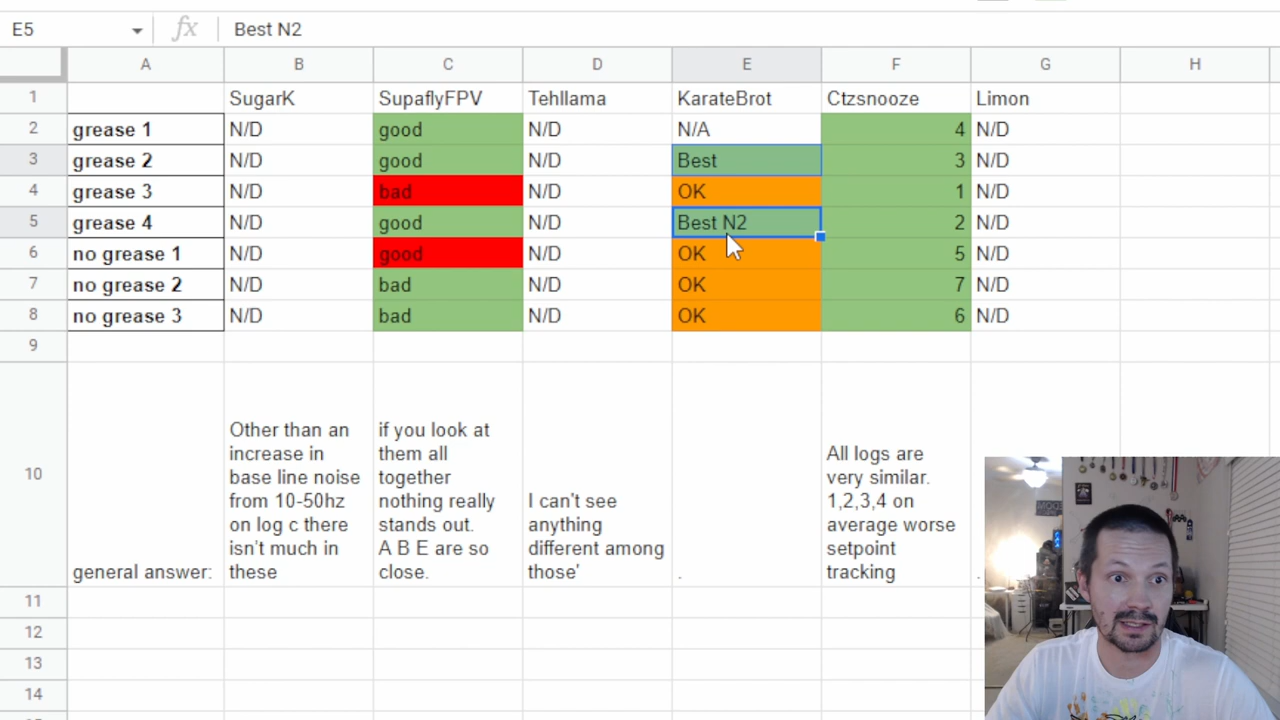 E5 fx Best N2
A B C D E F G H
1 SugarK SupaflyFPV Tehllama KarateBrot Ctzsnooze Limon
2 grease 1 N/D good N/D N/A 4 N/D
3 grease 2 N/D good N/D Best 3 N/D
4 grease 3 N/D bad N/D OK 1 N/D
5 grease 4 N/D good N/D Best N2 2 N/D
6 no grease 1 N/D good N/D OK 5 N/D
7 no grease 2 N/D bad N/D OK 7 N/D
8 no grease 3 N/D bad N/D OK 6 N/D
9
10
general answer:
Other than an
increase in
base line noise
from 10-50hz
on log c there
isn't much in
these
if you look at
them all
together
nothing really
stands out.
A B E are so
close.
I can't see
anything
different among
those'
.
All logs are
very similar.
1,2,3,4 on
average worse
setpoint
tracking
.
11
12
13
14